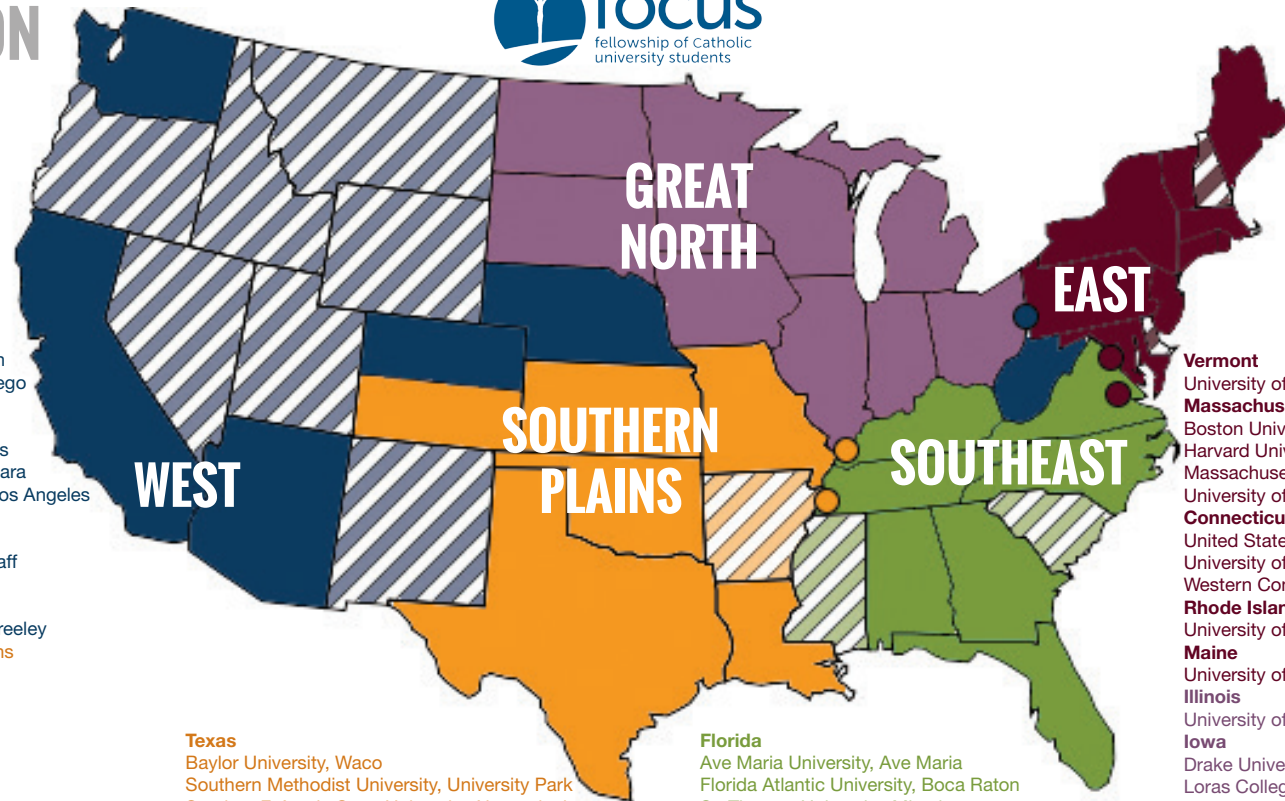 ON
focus
fellowship of Catholic
university students
GREAT
NORTH
EAST
WEST
SOUTHERN
PLAINS
SOUTHEAST
ego
s
ara
os Angeles
aff
reeley
ns
Texas
Baylor University, Waco
Southern Methodist University, University Park
Florida
Ave Maria University, Ave Maria
Florida Atlantic University, Boca Raton
Vermont
University of
Massachus
Boston Univ
Harvard Univ
Massachuse
University of
Connecticu
United State
University of
Western Con
Rhode Islan
University of
Maine
University of
Illinois
University of
Iowa
Drake Unive
Loras Colleg